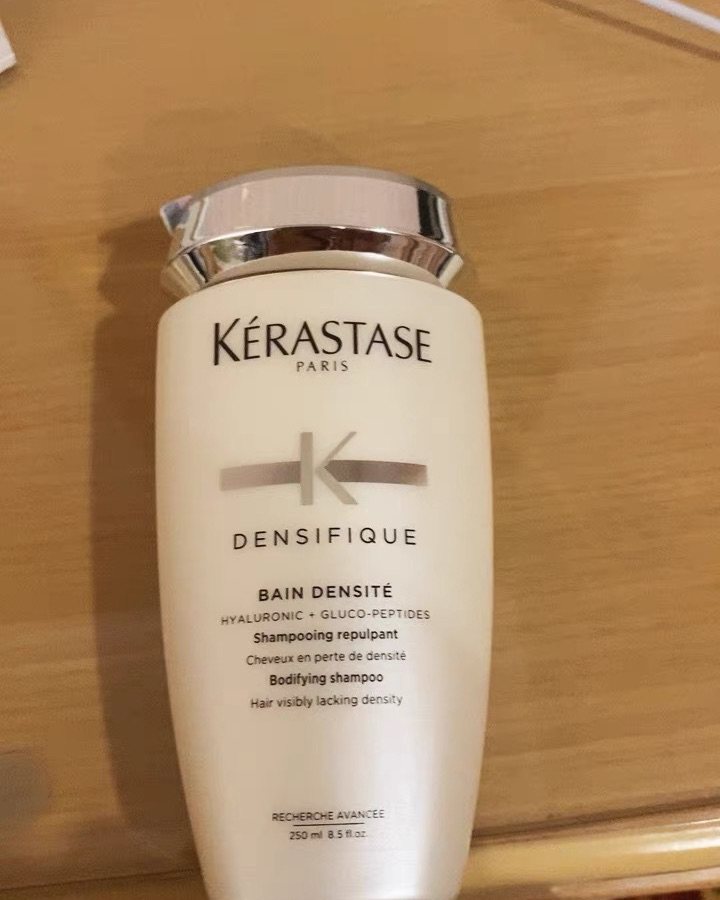 KÉRASTASE
PARIS
K
DENSIFIQUE
BAIN DENSITÉ
HYALURONIC + GLUCO-PEPTIDES
Shampooing repulpant
Cheveux en perte de densité
Bodifying shampoo
Hair visibly lacking density
RECHERCHE AVANCÉE
250 ml 8.5 fl.oz.